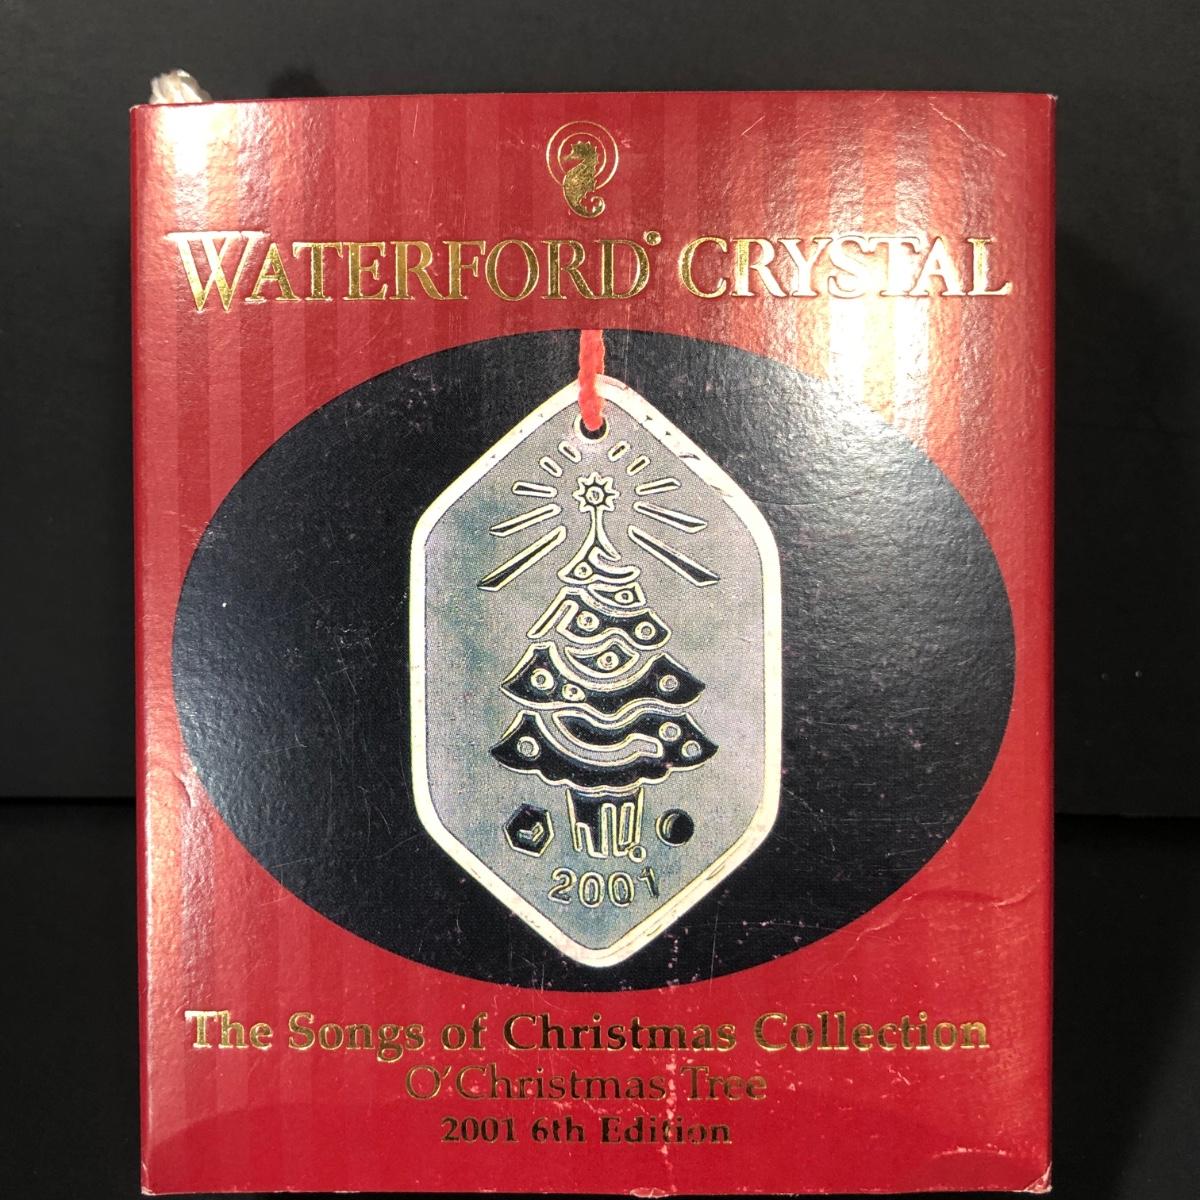 WATERFORD® CRYSTAL
2001
The Songs of Christmas Collection
O'Christmas Tree
2001 6th Edition